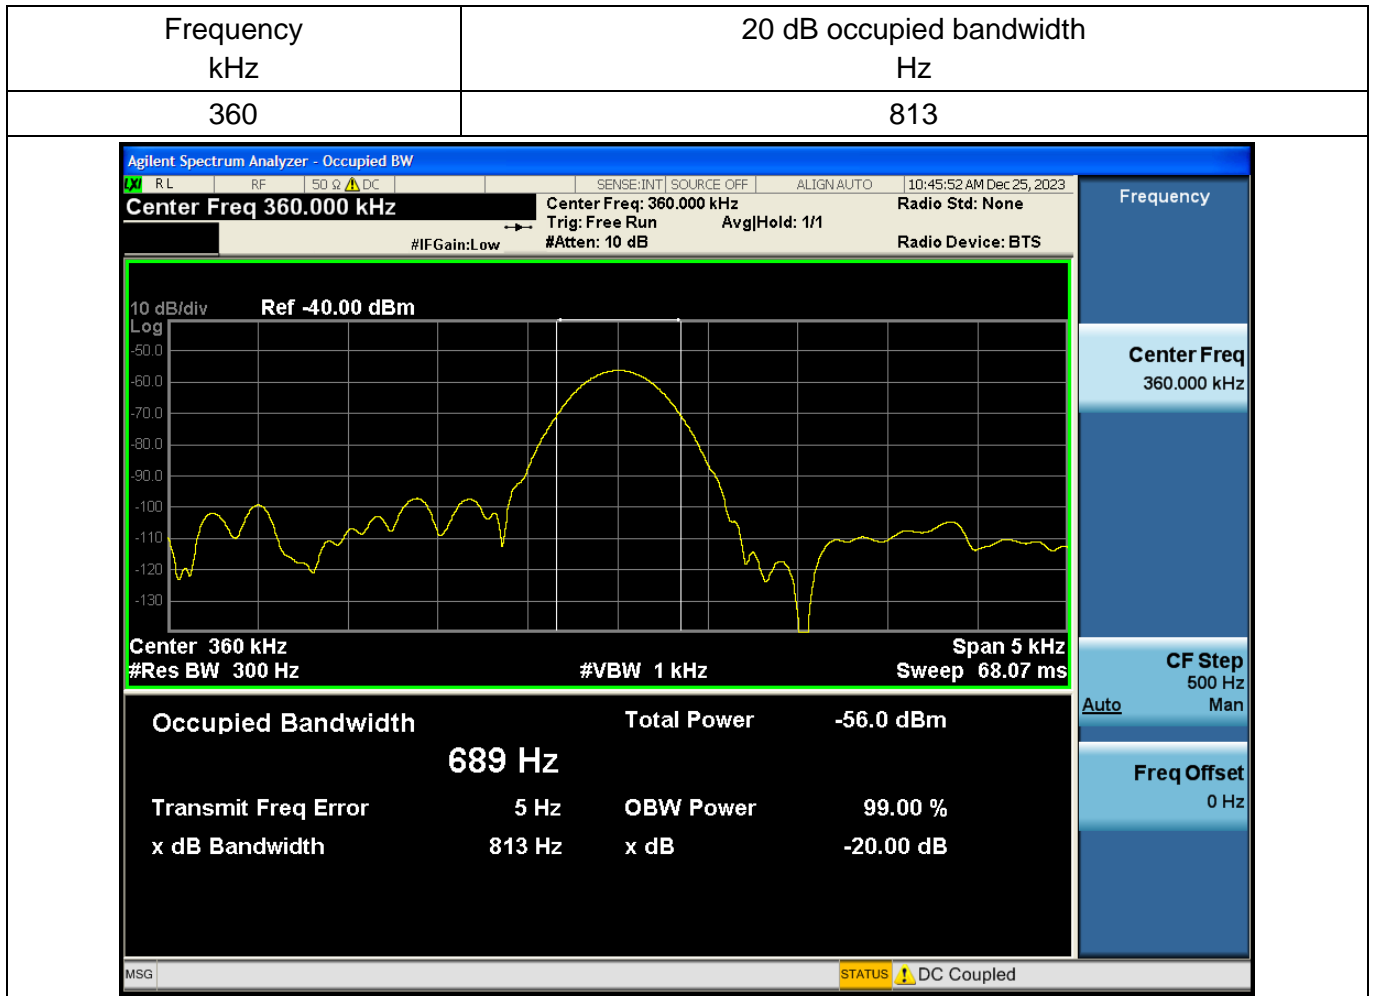 Frequency
kHz
20 dB occupied bandwidth
Hz
360
813
Agilent Spectrum Analyzer - Occupied BW
LXI RL RF 50 Ω DC SENSE:INT SOURCE OFF ALIGN AUTO 10:45:52 AM Dec 25, 2023
Center Freq 360.000 kHz
Center Freq: 360.000 kHz
Radio Std: None
Trig: Free Run Avg|Hold: 1/1
#IFGain:Low
#Atten: 10 dB
Radio Device: BTS
10 dB/div Ref -40.00 dBm
Log
-50.0
-60.0
-70.0
-80.0
-90.0
-100
-110
-120
-130
Center 360 kHz Span 5 kHz
#Res BW 300 Hz #VBW 1 kHz Sweep 68.07 ms
Occupied Bandwidth Total Power -56.0 dBm
689 Hz
Transmit Freq Error 5 Hz OBW Power 99.00 %
x dB Bandwidth 813 Hz x dB -20.00 dB
Frequency
Center Freq
360.000 kHz
CF Step
500 Hz
Auto Man
Freq Offset
0 Hz
MSG STATUS DC Coupled